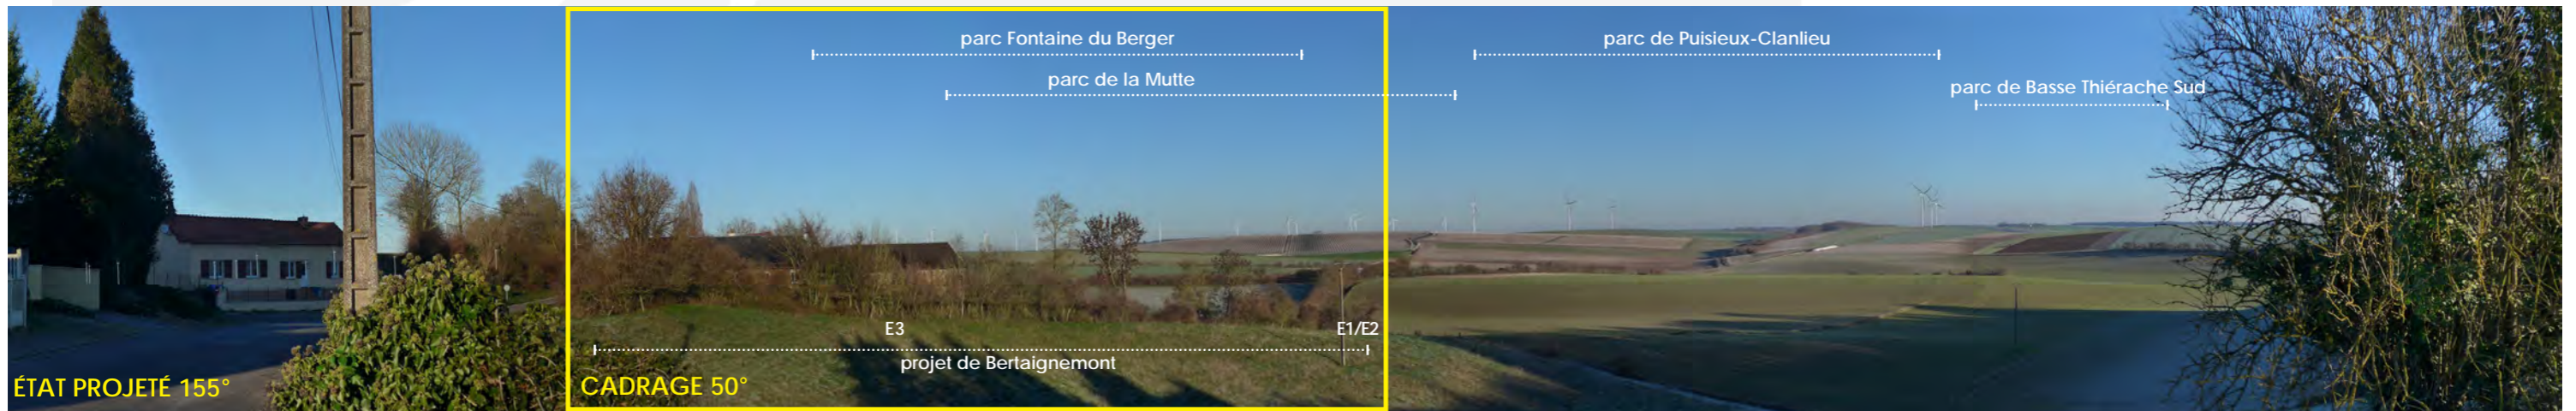 parc Fontaine du Berger
parc de Puisieux-Clanlieu
parc de la Mutte
parc de Basse Thiérache Sud
E3
E1/E2
projet de Bertaignemont
ÉTAT PROJETÉ 155°
CADRAGE 50°